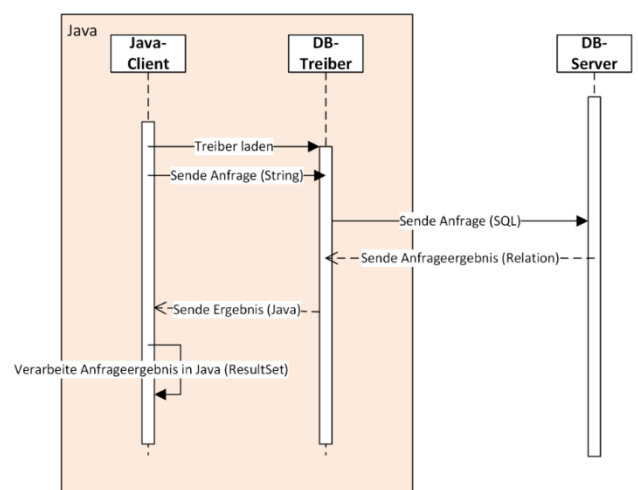 Java
Java-
Client
DB-
Treiber
DB-
Server
Treiber laden
Sende Anfrage (String)
Sende Anfrage (SQL)
Sende Anfrageergebnis (Relation)
Sende Ergebnis (Java)
Verarbeite Anfrageergebnis in Java (ResultSet)